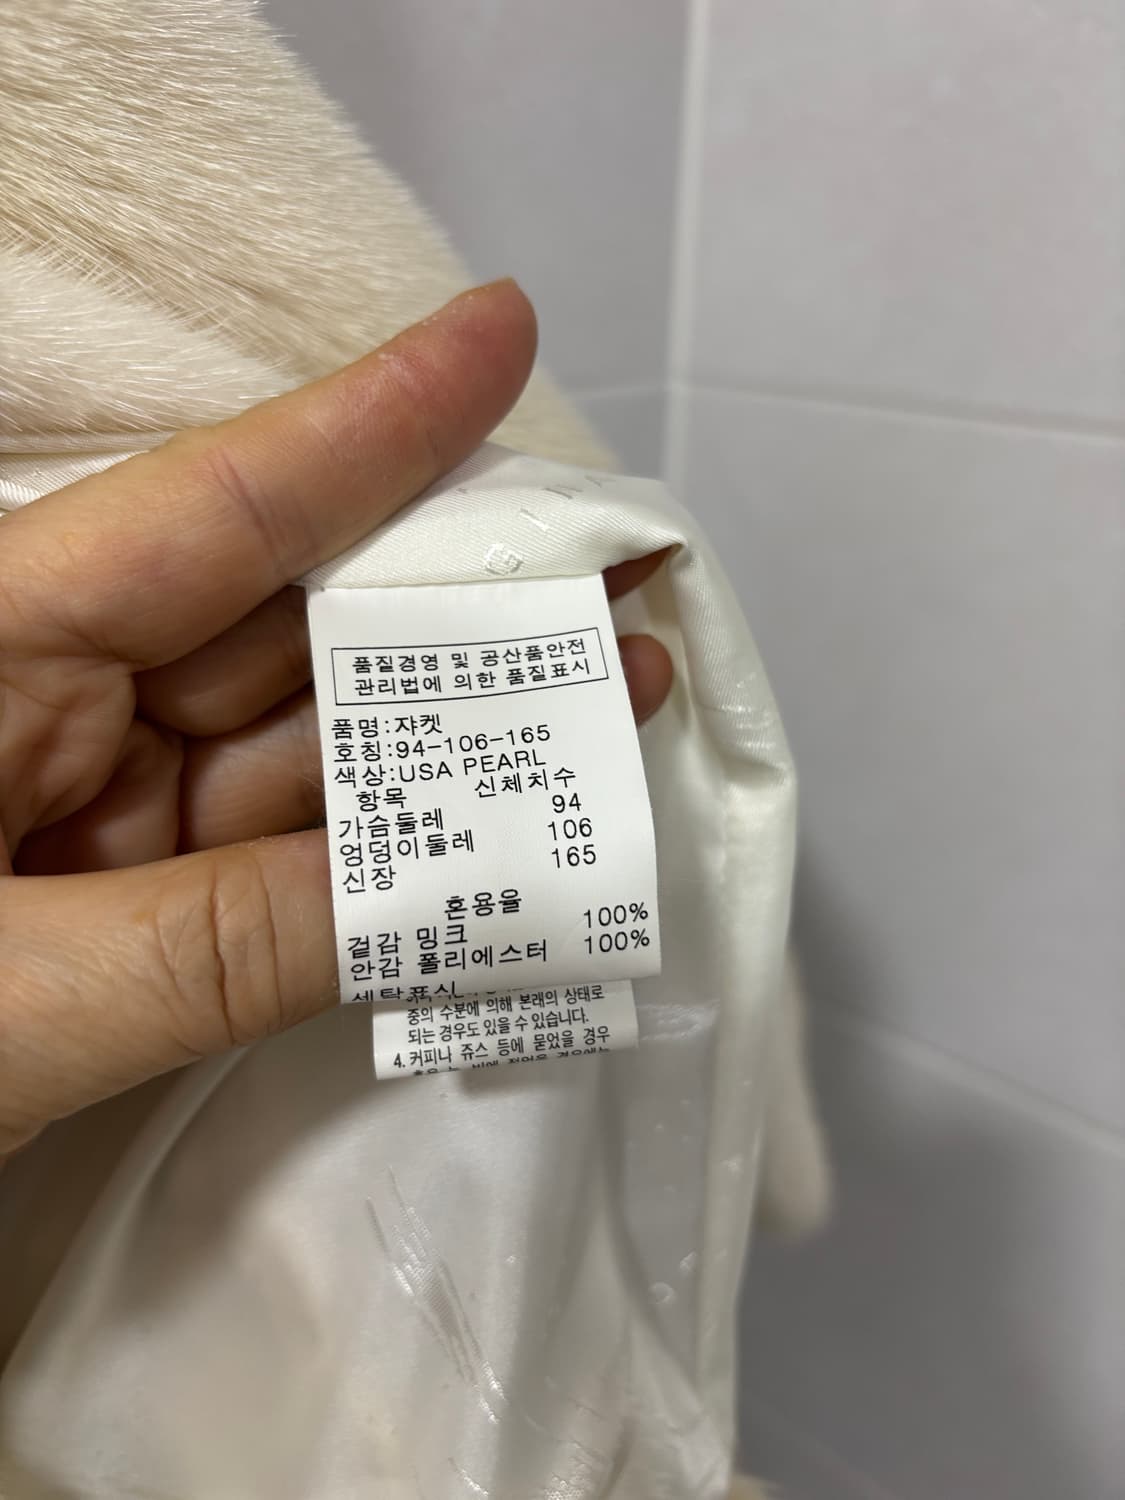 품질경영 및 공산품안전
관리법에 의한 품질표시
품명:쟈켓
호칭:94-106-165
색상:USA PEARL
항목 신체치수
가슴둘레 94
엉덩이둘레 106
신장 165
혼용율
겉감 밍크 100%
안감 폴리에스터 100%
세탁표시
중의 수분에 의해 본래의 상태로
되는 경우도 있을 수 있습니다.
4. 커피나 쥬스 등에 묻었을 경우